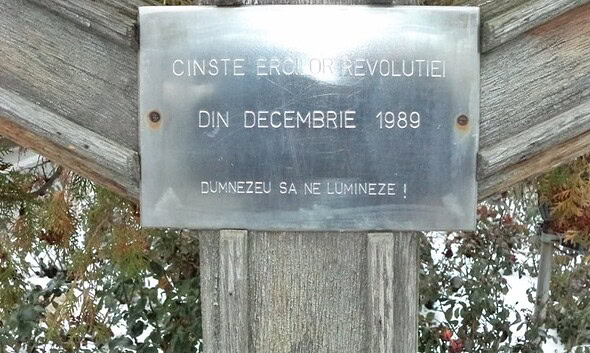 CINSTE EROILOR REVOLUTIEI
DIN DECEMBRIE 1989
DUMNEZEU SA NE LUMINEZE !